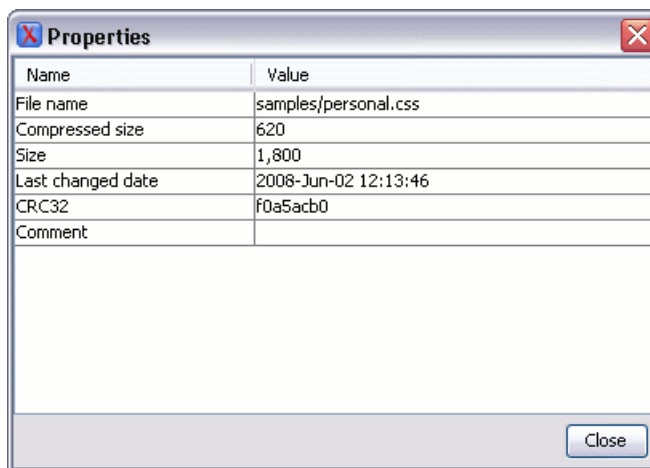 Properties
Name Value
File name samples/personal.css
Compressed size 620
Size 1,800
Last changed date 2008-Jun-02 12:13:46
CRC32 f0a5acb0
Comment
Close